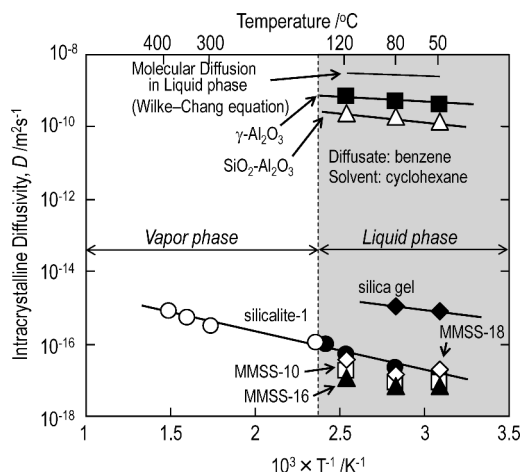 Temperature /°C
400
300
120
80
50
10⁻⁸
10⁻¹⁰
10⁻¹²
10⁻¹⁴
10⁻¹⁶
10⁻¹⁸
Intracrystalline Diffusivity, D /m²s⁻¹
Molecular Diffusion
in Liquid phase
(Wilke–Chang equation)
γ-Al₂O₃
SiO₂-Al₂O₃
Diffusate: benzene
Solvent: cyclohexane
Vapor phase
Liquid phase
silica gel
silicalite-1
MMSS-18
MMSS-10
MMSS-16
1
1.5
2
2.5
3
3.5
10³ × T⁻¹ /K⁻¹